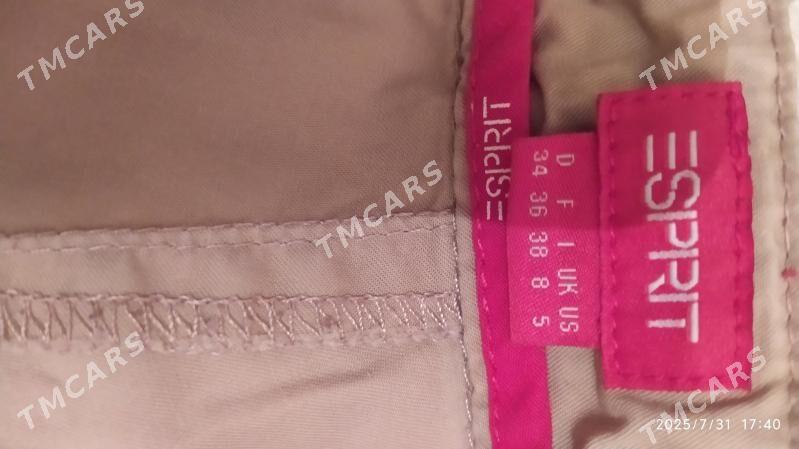 TMCARS
TMCARS
ESPRIT
ESPRIT
D F I UK US
34 36 38 8 5
TMCARS
TMCARS
TMCARS
TMCARS
2025/7/31 17:40